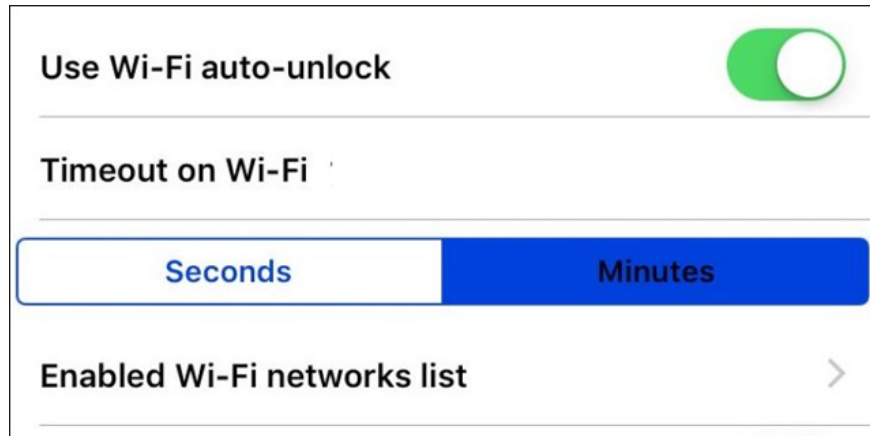 Use Wi-Fi auto-unlock
Timeout on Wi-Fi
Seconds Minutes
Enabled Wi-Fi networks list